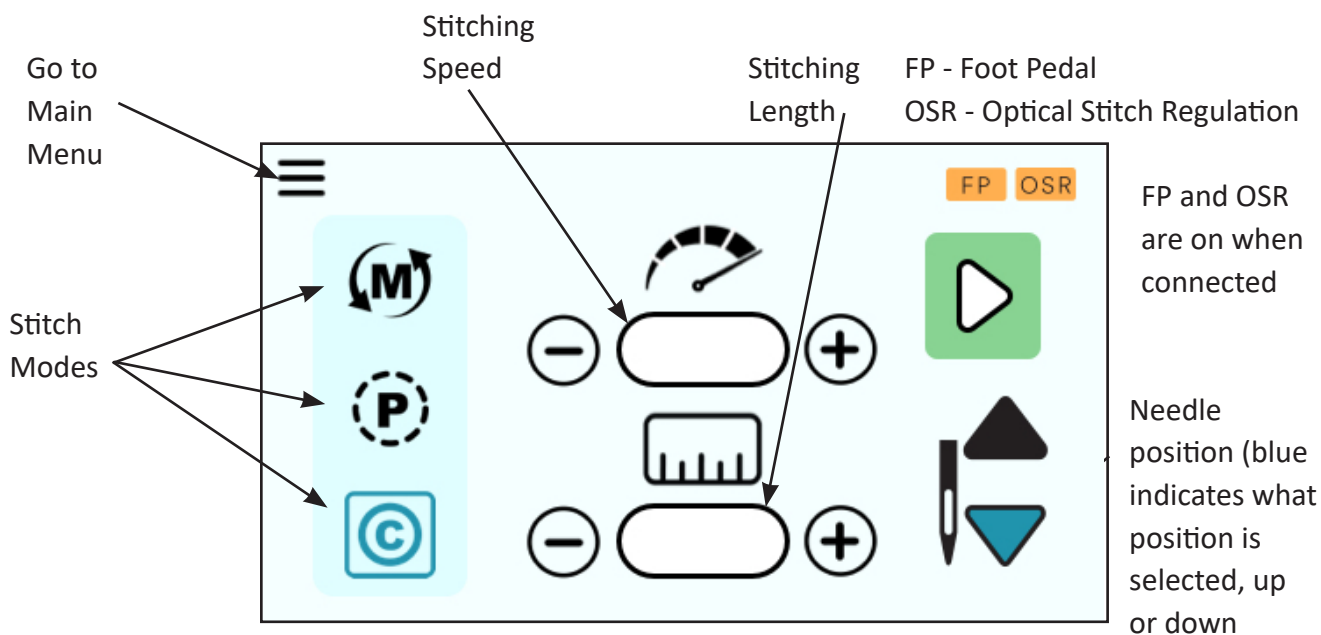 Stitching
Speed
Go to
Main
Menu
Stitching
Length
FP - Foot Pedal
OSR - Optical Stitch Regulation
FP OSR
FP and OSR
are on when
connected
M
Stitch
Modes
P
C
Needle
position (blue
indicates what
position is
selected, up
or down